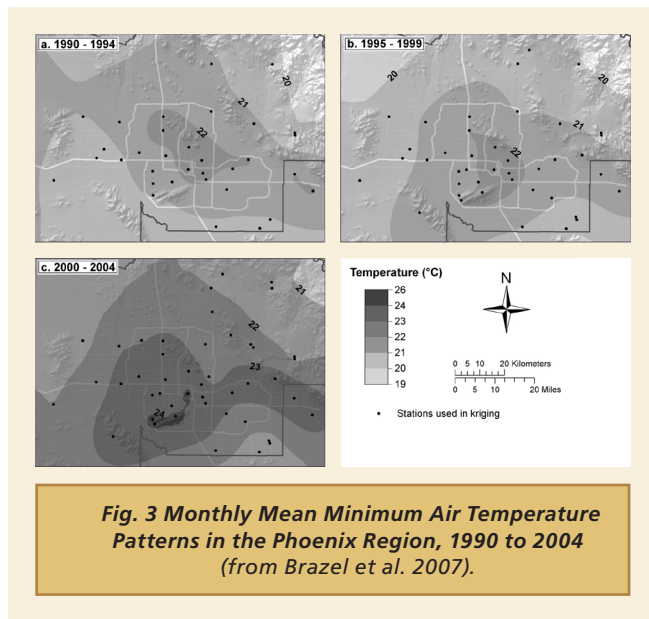 a. 1990 - 1994
20
21
22
b. 1995 - 1999
20
20
21
22
c. 2000 - 2004
21
22
23
24
Temperature (°C)
26
24
23
22
21
20
19
N
0 5 10 20 Kilometers
0 5 10 20 Miles
• Stations used in kriging
Fig. 3 Monthly Mean Minimum Air Temperature
Patterns in the Phoenix Region, 1990 to 2004
(from Brazel et al. 2007).